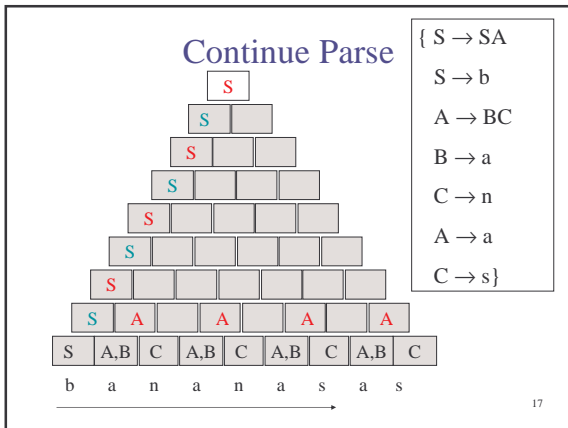 Continue Parse
{ S → SA
S → b
A → BC
B → a
C → n
A → a
C → s}
S
S
S
S
S
S
S
S A A A A
S A,B C A,B C A,B C A,B C
b a n a n a s a s
17